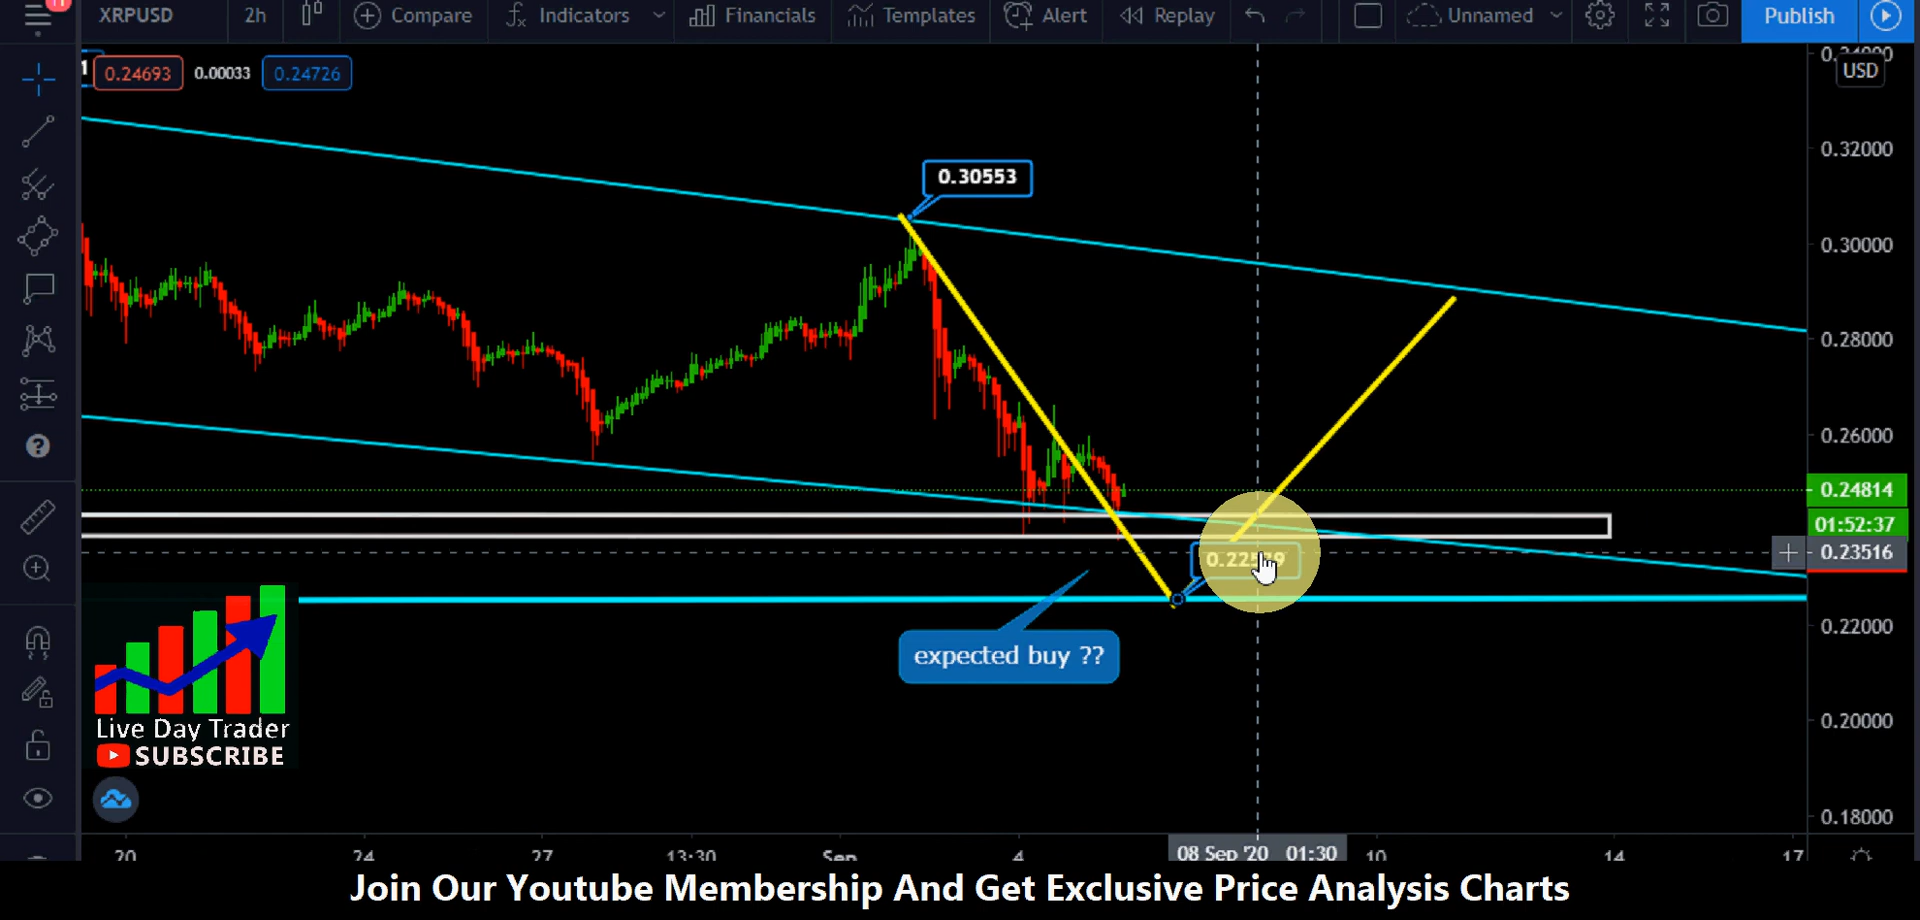 11
XRPUSD 2h Compare Indicators Financials Templates Alert Replay Unnamed Publish
1 0.24693 0.00033 0.24726
USD
0.32000
0.30553
0.30000
0.28000
0.26000
0.24814
01:52:37
0.23516
expected buy ??
0.22000
0.20000
0.18000
Live Day Trader
SUBSCRIBE
20 24 27 13:30 Sep 4 08 Sep '20 01:30 10 14 17
Join Our Youtube Membership And Get Exclusive Price Analysis Charts